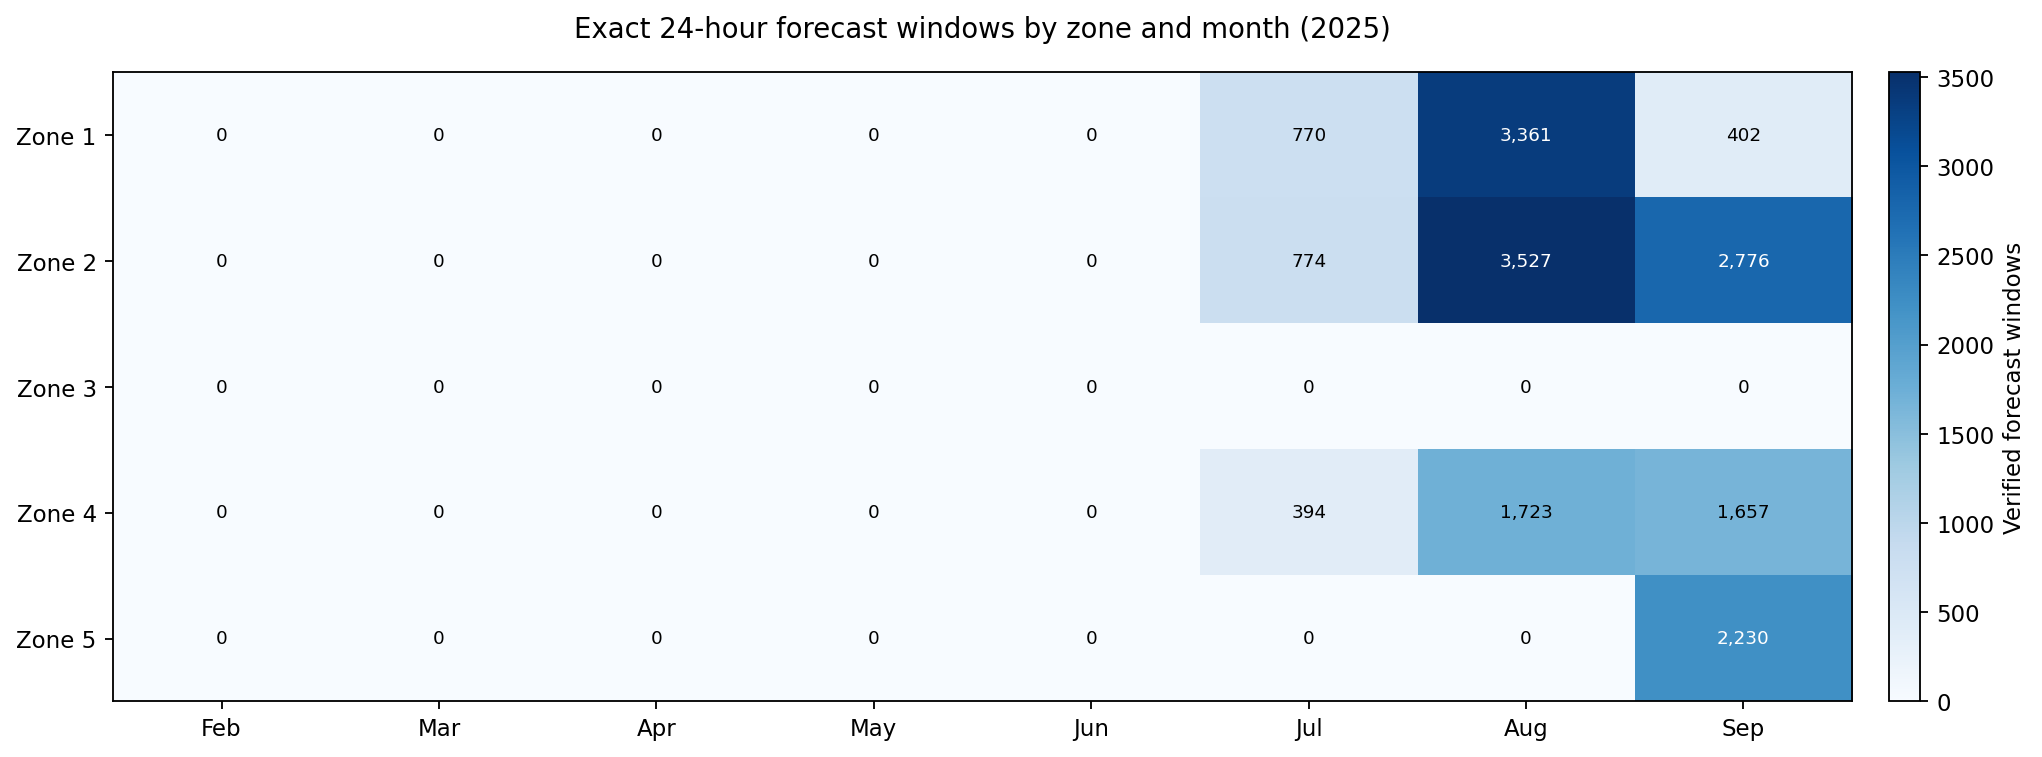 Exact 24-hour forecast windows by zone and month (2025)
Zone 1 0 0 0 0 0 770 3,361 402
Zone 2 0 0 0 0 0 774 3,527 2,776
Zone 3 0 0 0 0 0 0 0 0
Zone 4 0 0 0 0 0 394 1,723 1,657
Zone 5 0 0 0 0 0 0 0 2,230
Feb Mar Apr May Jun Jul Aug Sep
3500
3000
2500
2000
1500
1000
500
0
Verified forecast windows